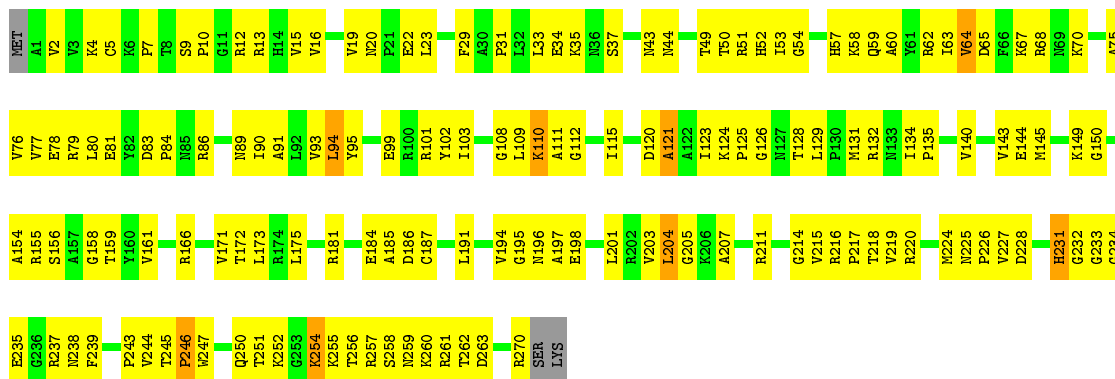 MET A1 V2 V3 K4 C5 K6 P7 T8 S9 P10 G11 R12 R13 H14 V15 V16 V19 N20 P21 E22 L23 F29 A30 P31 L32 L33 E34 K35 N36 S37 N43 N44 T49 T50 R51 H52 I53 G54 H57 K58 Q59 A60 Y61 R62 I63 V64 D65 F66 K67 R68 N69 K70 A75
V76 V77 E78 R79 L80 E81 Y82 D83 P84 N85 R86 N89 I90 A91 L92 V93 L94 Y95 E99 R100 R101 Y102 I103 G108 L109 K110 A111 G112 I115 D120 A121 A122 I123 K124 P125 G126 N127 T128 L129 P130 M131 R132 N133 I134 P135 V140 V143 E144 M145 K149 G150
A154 R155 S156 A157 G158 T159 Y160 V161 R166 V171 T172 L173 R174 L175 R181 E184 A185 D186 C187 L191 V194 G195 N196 A197 E198 L201 R202 V203 L204 G205 K206 A207 R211 G214 V215 R216 P217 T218 V219 R220 M224 N225 P226 V227 D228 H231 G232 G233 G234
E235 G236 R237 N238 F239 P243 V244 T245 P246 W247 Q250 T251 K252 G253 K254 K255 T256 R257 S258 N259 K260 R261 T262 D263 R270 SER LYS